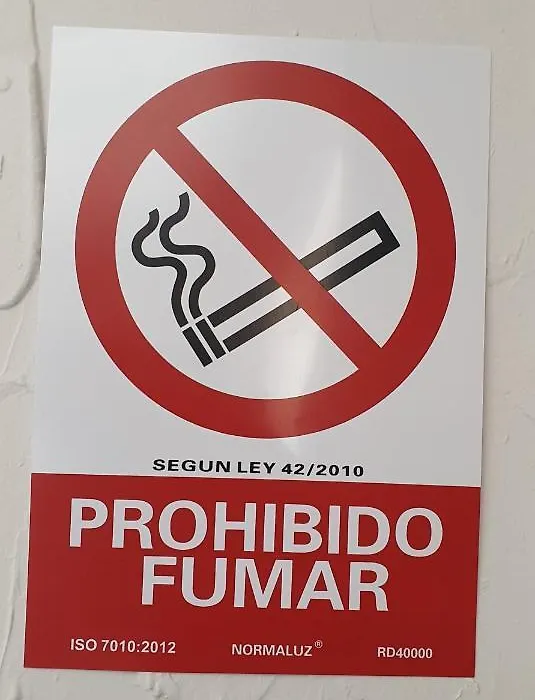 SEGUN LEY 42/2010
PROHIBIDO
FUMAR
ISO 7010:2012 NORMALUZ® RD40000